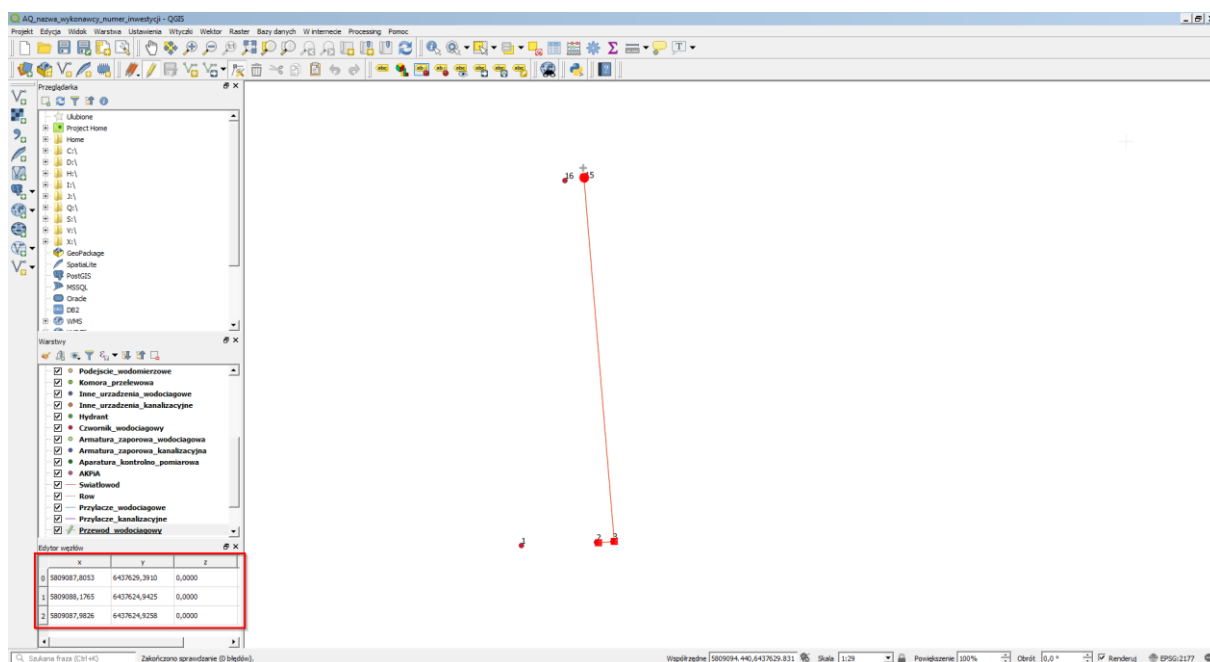 AQ_nazwa_wykonawcy_numer_inwestycji - QGIS
Projekt Edycja Widok Warstwa Ustawienia Wtyczki Wektor Raster Bazy danych W internecie Processing Pomoc
Przeglądarka
Ulubione
Project Home
Home
C:\
D:\
H:\
I:\
J:\
Q:\
S:\
V:\
X:\
GeoPackage
SpatiaLite
PostGIS
MSSQL
Oracle
DB2
WMS
Warstwy
Podejscie_wodomierzowe
Komora_przelewowa
Inne_urzadzenia_wodociagowe
Inne_urzadzenia_kanalizacyjne
Hydrant
Czwornik_wodociagowy
Armatura_zaporowa_wodociagowa
Armatura_zaporowa_kanalizacyjna
Aparatura_kontrolno_pomiarowa
AKPiA
Swiatlowod
Row
Przylacze_wodociagowe
Przylacze_kanalizacyjne
Przewod_wodociagowy
Edytor węzłów
x y z
0 5809087,8053 6437629,3910 0,0000
1 5809088,1765 6437624,9425 0,0000
2 5809087,9826 6437624,9258 0,0000
16 15
1 2 3
Szukana fraza (Ctrl+K) Zakończono sprawdzanie (0 błędów). Współrzędne 5809094.440,6437629.831 Skala 1:29 Powiększenie 100% Obrót 0,0 ° Renderuj EPSG:2177